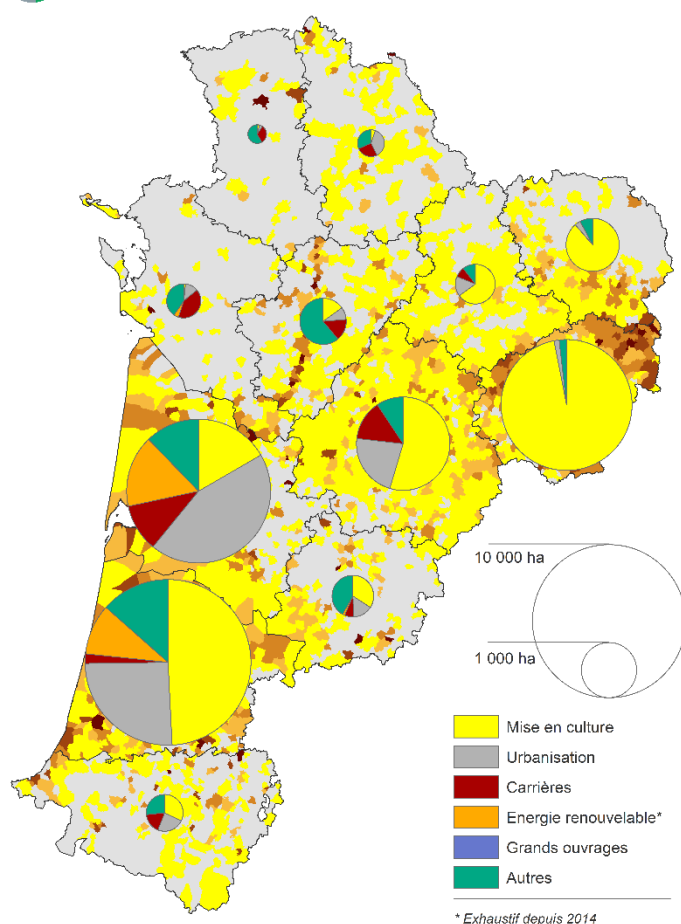 10 000 ha
1 000 ha
Mise en culture
Urbanisation
Carrières
Energie renouvelable*
Grands ouvrages
Autres
* Exhaustif depuis 2014